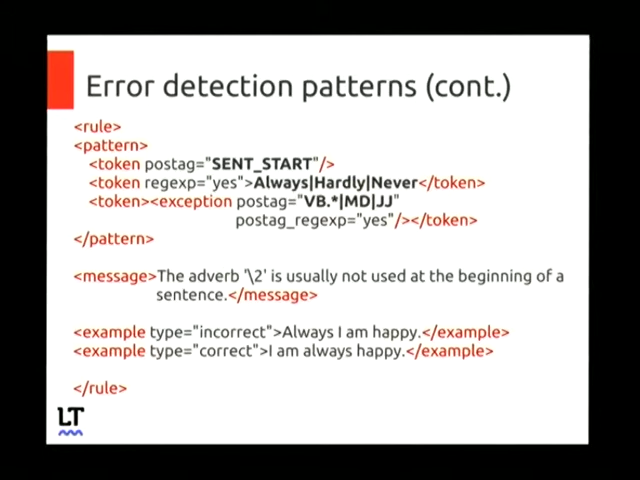 Error detection patterns (cont.)
<rule>
<pattern>
<token postag="SENT_START"/>
<token regexp="yes">Always|Hardly|Never</token>
<token><exception postag="VB.*|MD|JJ"
postag_regexp="yes"/></token>
</pattern>
<message>The adverb '\2' is usually not used at the beginning of a
sentence.</message>
<example type="incorrect">Always I am happy.</example>
<example type="correct">I am always happy.</example>
</rule>
LT